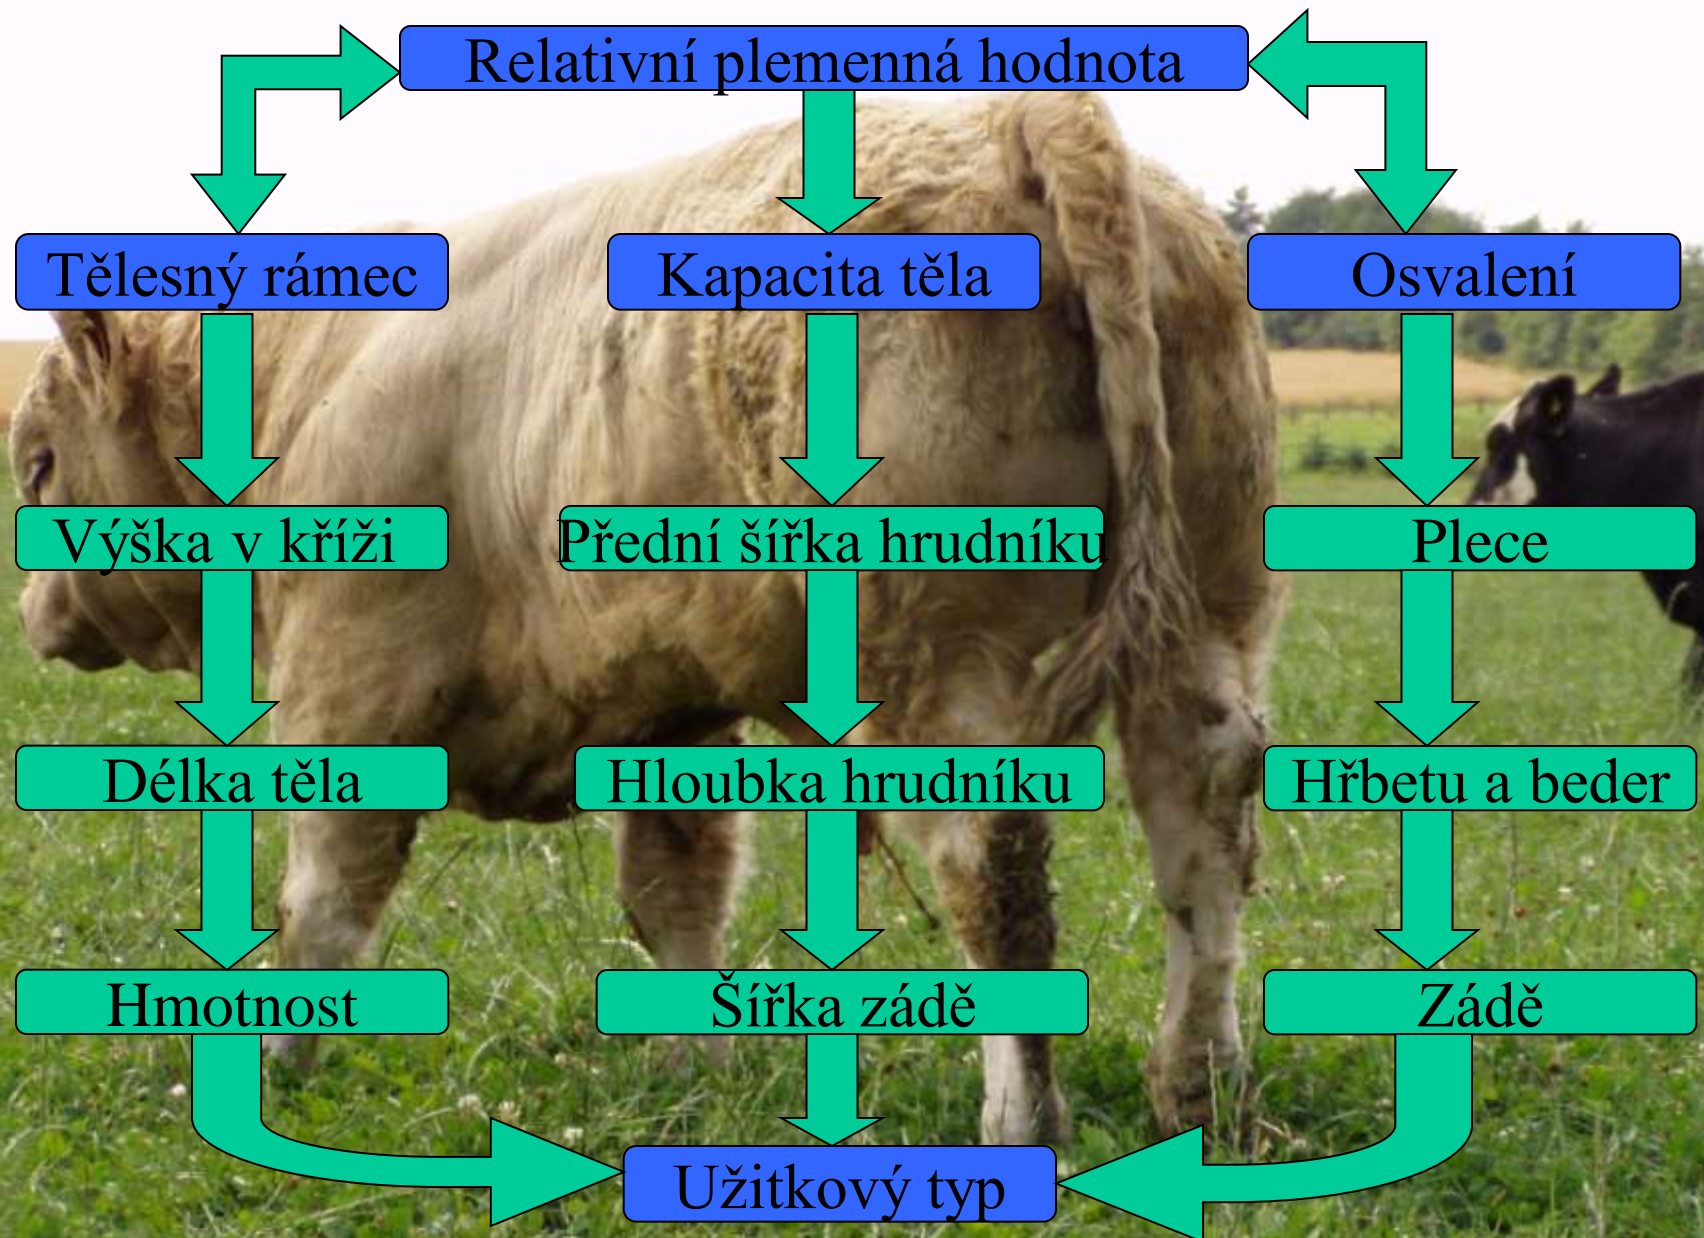 Relativní plemenná hodnota
Tělesný rámec
Kapacita těla
Osvalení
Výška v kříži
Přední šířka hrudníku
Plece
Délka těla
Hloubka hrudníku
Hřbetu a beder
Hmotnost
Šířka zádě
Zádě
Užitkový typ